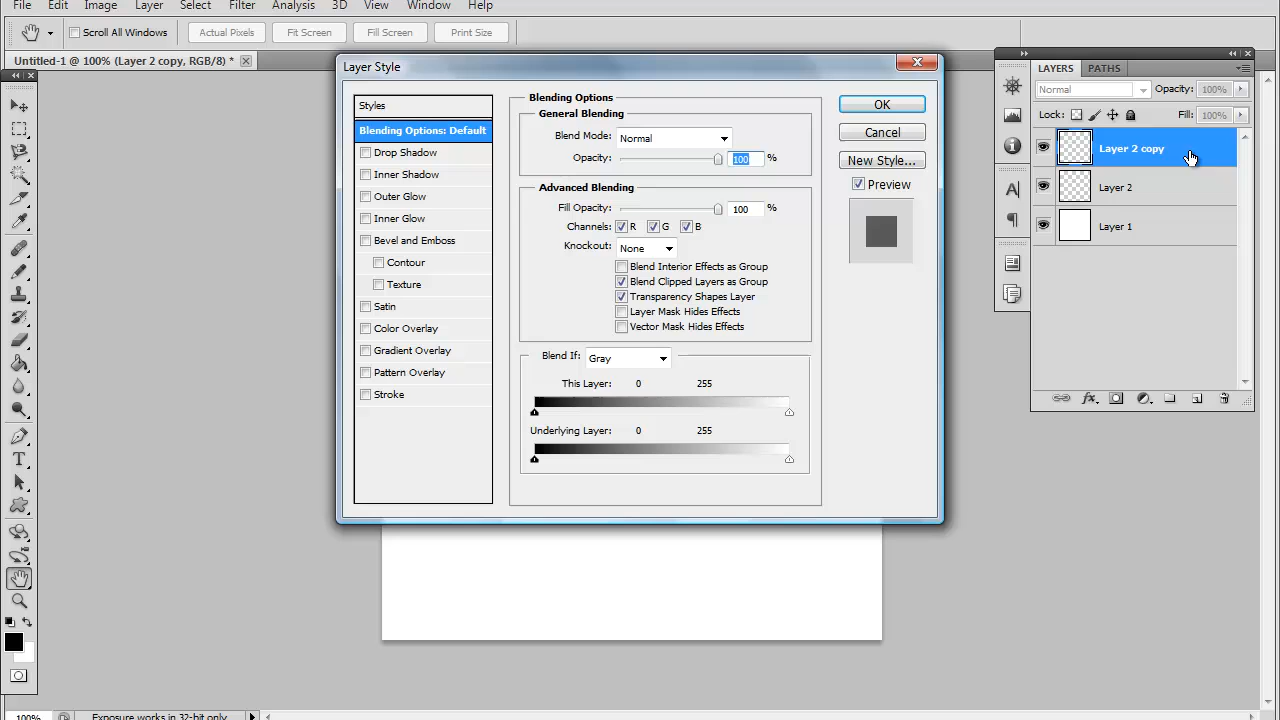 File Edit Image Layer Select Filter Analysis 3D View Window Help
Scroll All Windows Actual Pixels Fit Screen Fill Screen Print Size
Untitled-1 @ 100% (Layer 2 copy, RGB/8) *
Layer Style
Styles
Blending Options: Default
Drop Shadow
Inner Shadow
Outer Glow
Inner Glow
Bevel and Emboss
Contour
Texture
Satin
Color Overlay
Gradient Overlay
Pattern Overlay
Stroke
Blending Options
General Blending
Blend Mode: Normal
Opacity: 100 %
Advanced Blending
Fill Opacity: 100 %
Channels: R G B
Knockout: None
Blend Interior Effects as Group
Blend Clipped Layers as Group
Transparency Shapes Layer
Layer Mask Hides Effects
Vector Mask Hides Effects
Blend If: Gray
This Layer: 0 255
Underlying Layer: 0 255
OK
Cancel
New Style...
Preview
LAYERS PATHS
Normal Opacity: 100%
Lock: Fill: 100%
Layer 2 copy
Layer 2
Layer 1
100% Exposure works in 32-bit only